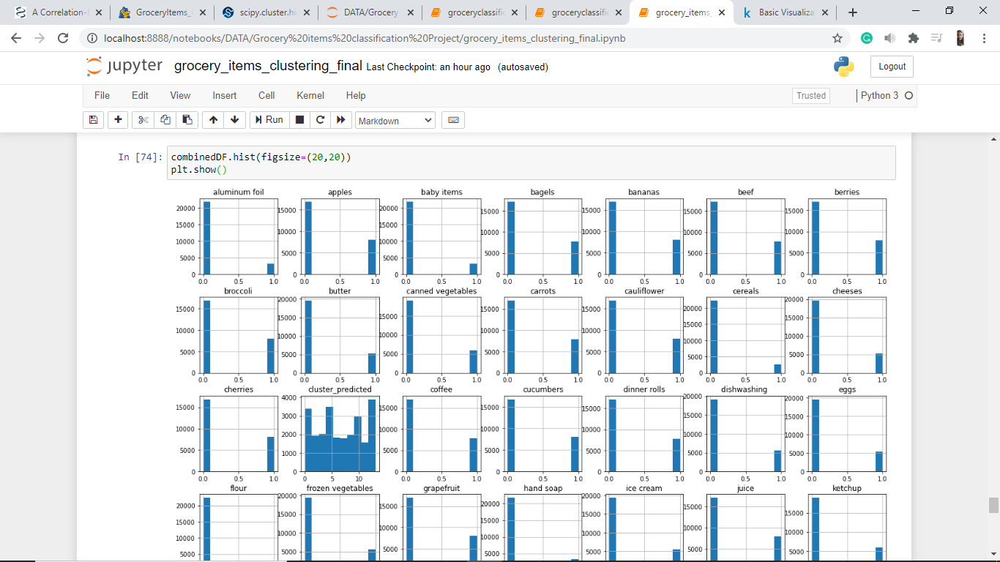 A Correlation-
GroceryItems_
scipy.cluster.hi
DATA/Grocery
groceryclassific
groceryclassific
grocery_items_
Basic Visualiza
localhost:8888/notebooks/DATA/Grocery%20items%20classification%20Project/grocery_items_clustering_final.ipynb
jupyter grocery_items_clustering_final Last Checkpoint: an hour ago (autosaved)
Logout
File Edit View Insert Cell Kernel Help
Trusted
Python 3
Run
Markdown
In [74]: combinedDF.hist(figsize=(20,20))
plt.show()
aluminum foil apples baby items bagels bananas beef berries
20000 15000 20000 15000 15000 15000 15000
15000 10000 15000 10000 10000 10000 10000
10000 5000 10000 5000 5000 5000 5000
5000 5000
0 0 0 0 0 0 0
0.0 0.5 1.0 0.0 0.5 1.0 0.0 0.5 1.0 0.0 0.5 1.0 0.0 0.5 1.0 0.0 0.5 1.0 0.0 0.5 1.0
broccoli butter canned vegetables carrots cauliflower cereals cheeses
15000 20000 15000 15000 15000 20000 20000
10000 15000 10000 10000 10000 15000 15000
5000 10000 5000 5000 5000 10000 10000
5000 5000 5000
0 0 0 0 0 0 0
0.0 0.5 1.0 0.0 0.5 1.0 0.0 0.5 1.0 0.0 0.5 1.0 0.0 0.5 1.0 0.0 0.5 1.0 0.0 0.5 1.0
cherries cluster_predicted coffee cucumbers dinner rolls dishwashing eggs
15000 4000 15000 15000 15000 20000 20000
10000 3000 10000 10000 10000 15000 15000
5000 2000 5000 5000 5000 10000 10000
1000 5000 5000
0 0 0 0 0 0 0
0.0 0.5 1.0 0 5 10 0.0 0.5 1.0 0.0 0.5 1.0 0.0 0.5 1.0 0.0 0.5 1.0 0.0 0.5 1.0
flour frozen vegetables grapefruit hand soap ice cream juice ketchup
20000 20000 15000 20000 20000 15000 15000
15000 15000 10000 15000 15000 10000 10000
10000 10000 5000 10000 10000 5000 5000
5000 5000 5000 5000